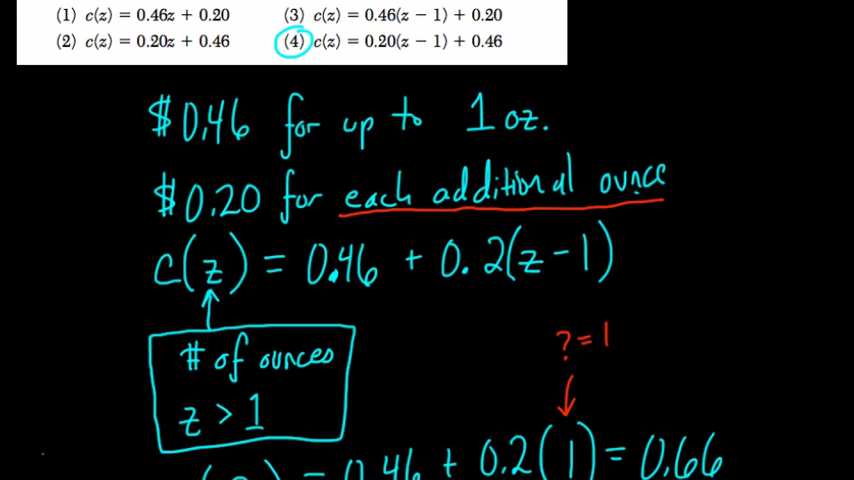 (1) c(z) = 0.46z + 0.20 (3) c(z) = 0.46(z − 1) + 0.20
(2) c(z) = 0.20z + 0.46 (4) c(z) = 0.20(z − 1) + 0.46
$0.46 for up to 1 oz.
$0.20 for each additional ounce
c(z) = 0.46 + 0.2(z − 1)
# of ounces
z > 1
? = 1
= 0.46 + 0.2(1) = 0.66